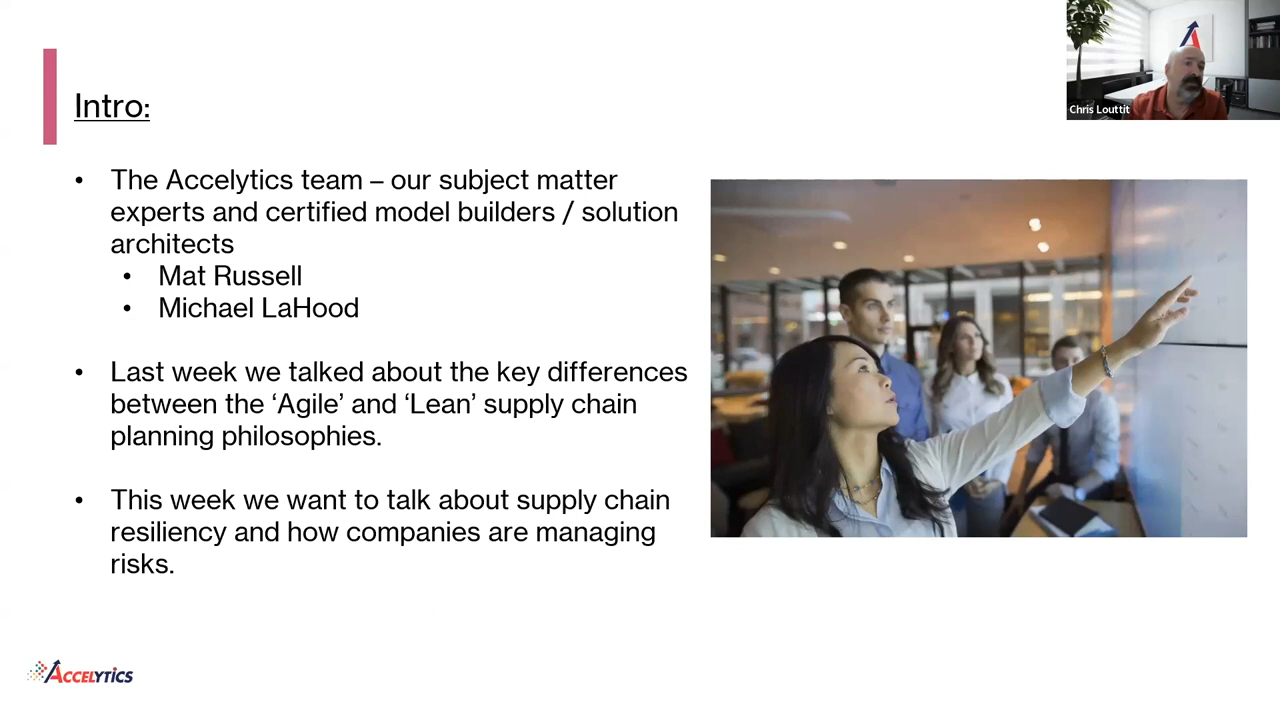 Chris Louttit
Intro:
• The Accelytics team – our subject matter
experts and certified model builders / solution
architects
• Mat Russell
• Michael LaHood
• Last week we talked about the key differences
between the ‘Agile’ and ‘Lean’ supply chain
planning philosophies.
• This week we want to talk about supply chain
resiliency and how companies are managing
risks.
ACCELYTICS